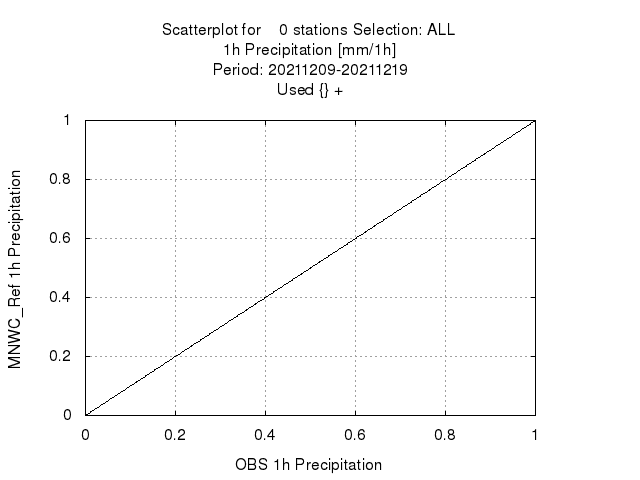 Scatterplot for    0 stations Selection: ALL
1h Precipitation [mm/1h]
Period: 20211209-20211219
Used {} +
1
0.8
0.6
0.4
0.2
0
MNWC_Ref 1h Precipitation
0 0.2 0.4 0.6 0.8 1
OBS 1h Precipitation